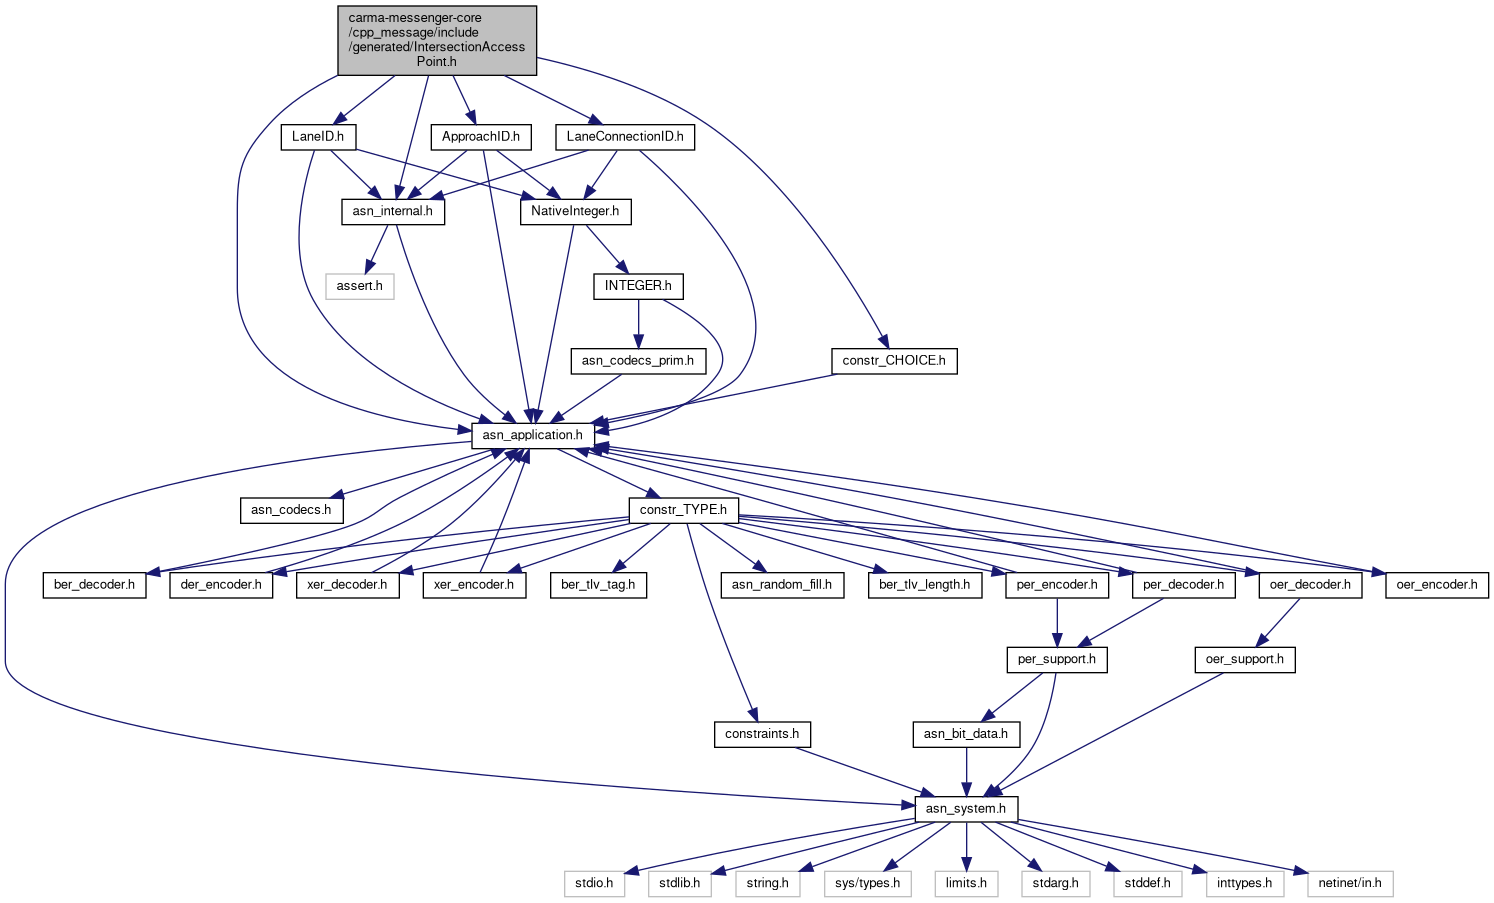 carma-messenger-core
/cpp_message/include
/generated/IntersectionAccess
Point.h
LaneID.h
ApproachID.h
LaneConnectionID.h
asn_internal.h
NativeInteger.h
assert.h
INTEGER.h
asn_codecs_prim.h
constr_CHOICE.h
asn_application.h
asn_codecs.h
constr_TYPE.h
ber_decoder.h
der_encoder.h
xer_decoder.h
xer_encoder.h
ber_tlv_tag.h
asn_random_fill.h
ber_tlv_length.h
per_encoder.h
per_decoder.h
oer_decoder.h
oer_encoder.h
per_support.h
oer_support.h
constraints.h
asn_bit_data.h
asn_system.h
stdio.h
stdlib.h
string.h
sys/types.h
limits.h
stdarg.h
stddef.h
inttypes.h
netinet/in.h